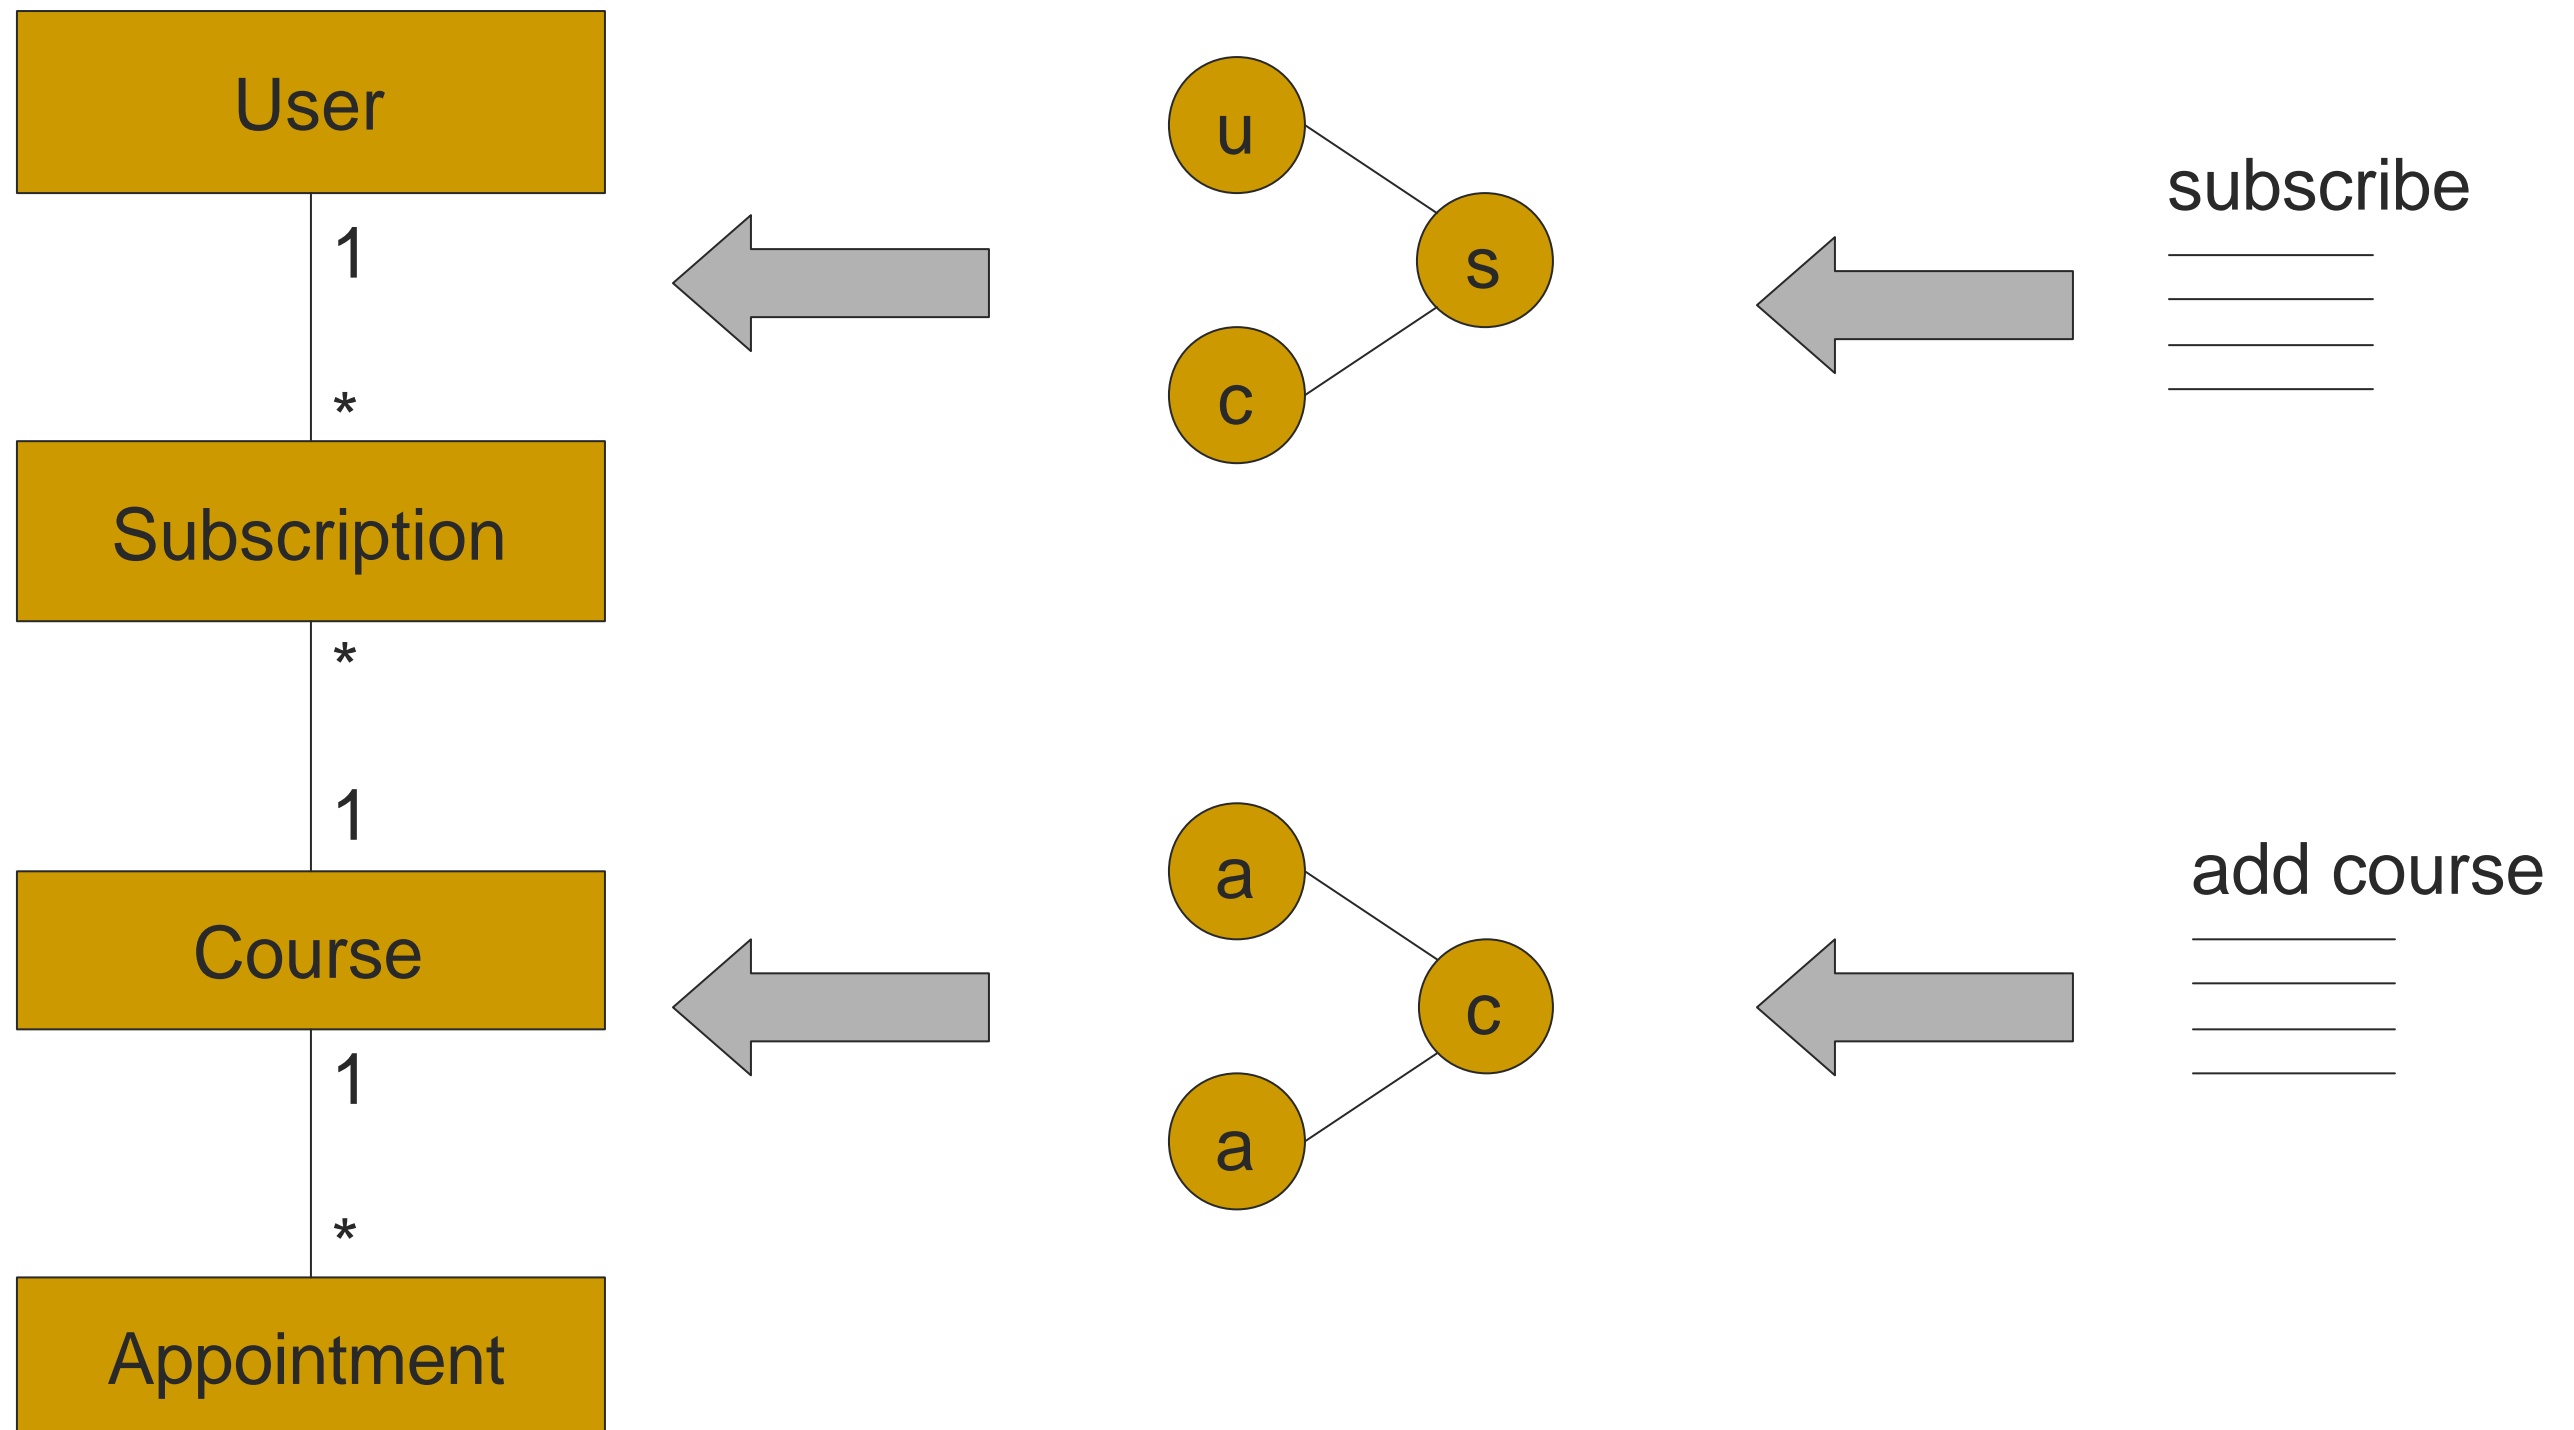 User
1
*
Subscription
*
1
Course
1
*
Appointment
u
s
c
a
c
a
subscribe
add course